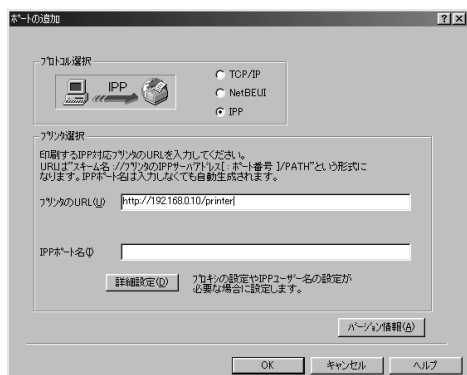 ポートの追加
プロトコル選択
IPP
TCP/IP
NetBEUI
IPP
プリンタ選択
印刷するIPP対応プリンタのURLを入力してください。
URLは"スキーム名://プリンタのIPPサーバアドレス[:ポート番号]/PATH"という形式に
なります。IPPポート名は入力しなくても自動生成されます。
プリンタのURL(U)
http://192.168.0.10/printer
IPPポート名(I)
詳細設定(D)
プロキシの設定やIPPユーザー名の設定が
必要な場合に設定します。
バージョン情報(A)
OK
キャンセル
ヘルプ